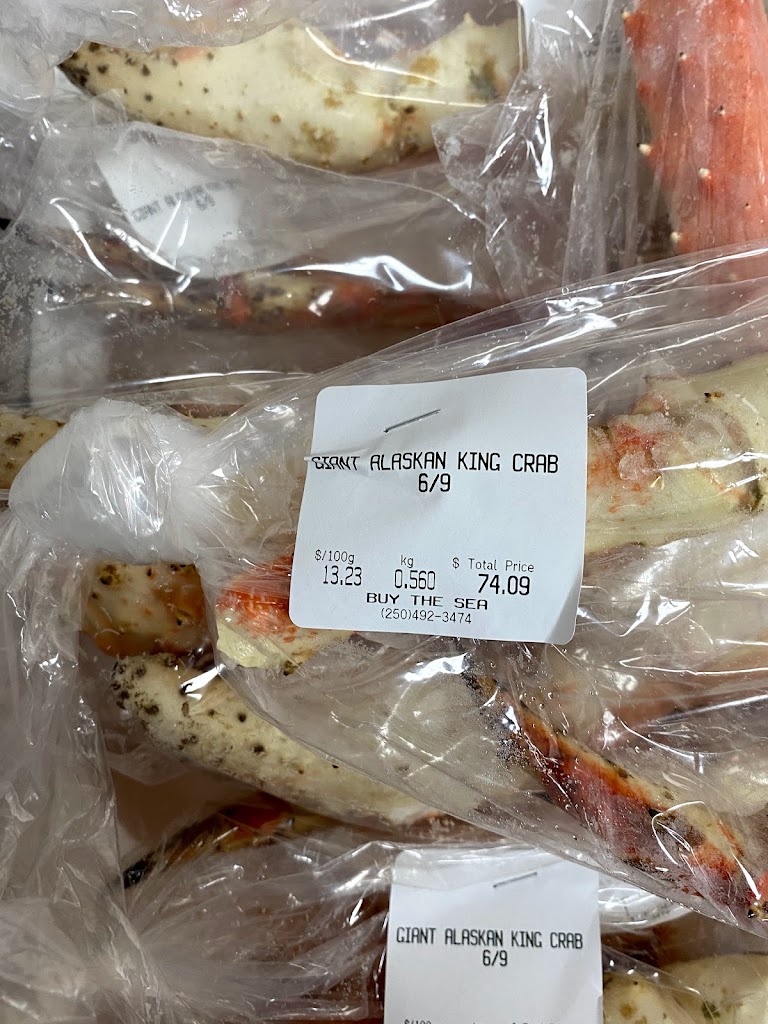 GIANT ALASKAN KING CRAB
6/9
$/100g kg $ Total Price
13.23 0.560 74.09
BUY THE SEA
(250)492-3474
GIANT ALASKAN KING CRAB
6/9